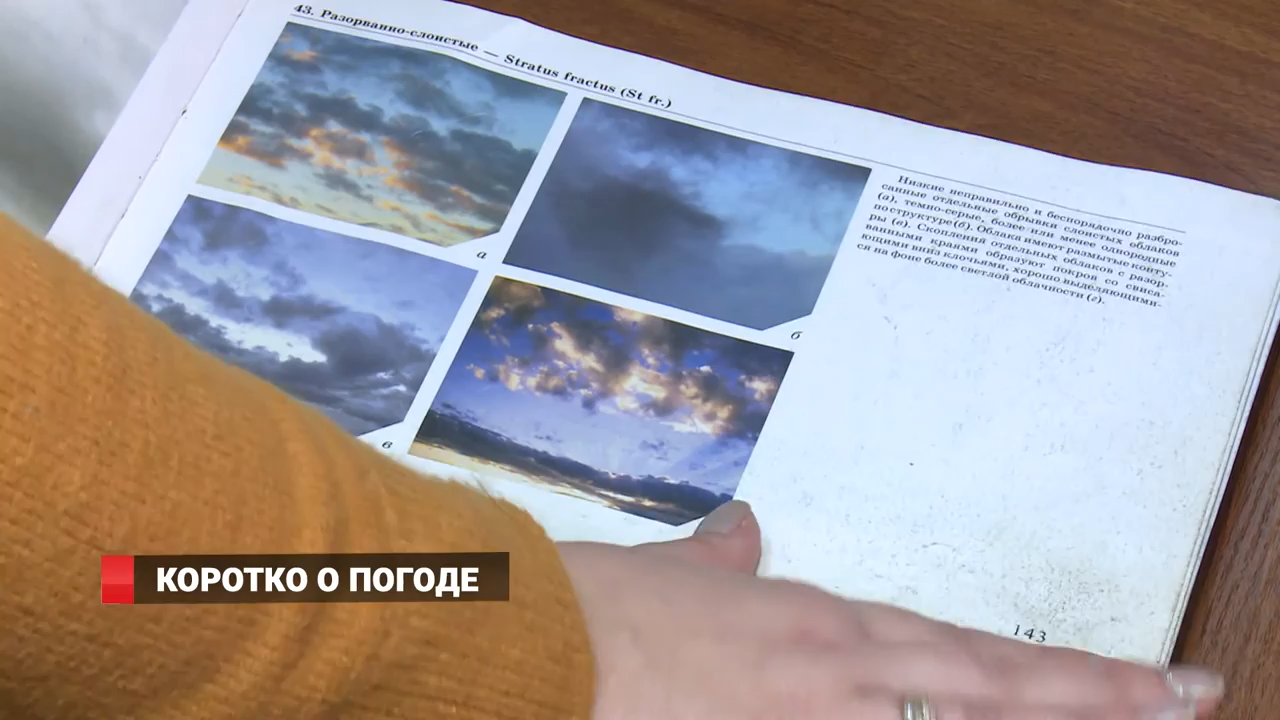 43. Разорванно-слоистые — Stratus fractus (St fr.)
Низкие неправильно и беспорядочно разбро-
санные отдельные обрывки слоистых облаков
(а), темно-серые, более или менее однородные
по структуре (б). Облака имеют размытые конту-
ры (в). Скопления отдельных облаков с разор-
ванными краями образуют покров со свиса-
ющими вниз клочьями, хорошо выделяющими-
ся на фоне более светлой облачности (г).
а
б
в
143
КОРОТКО О ПОГОДЕ